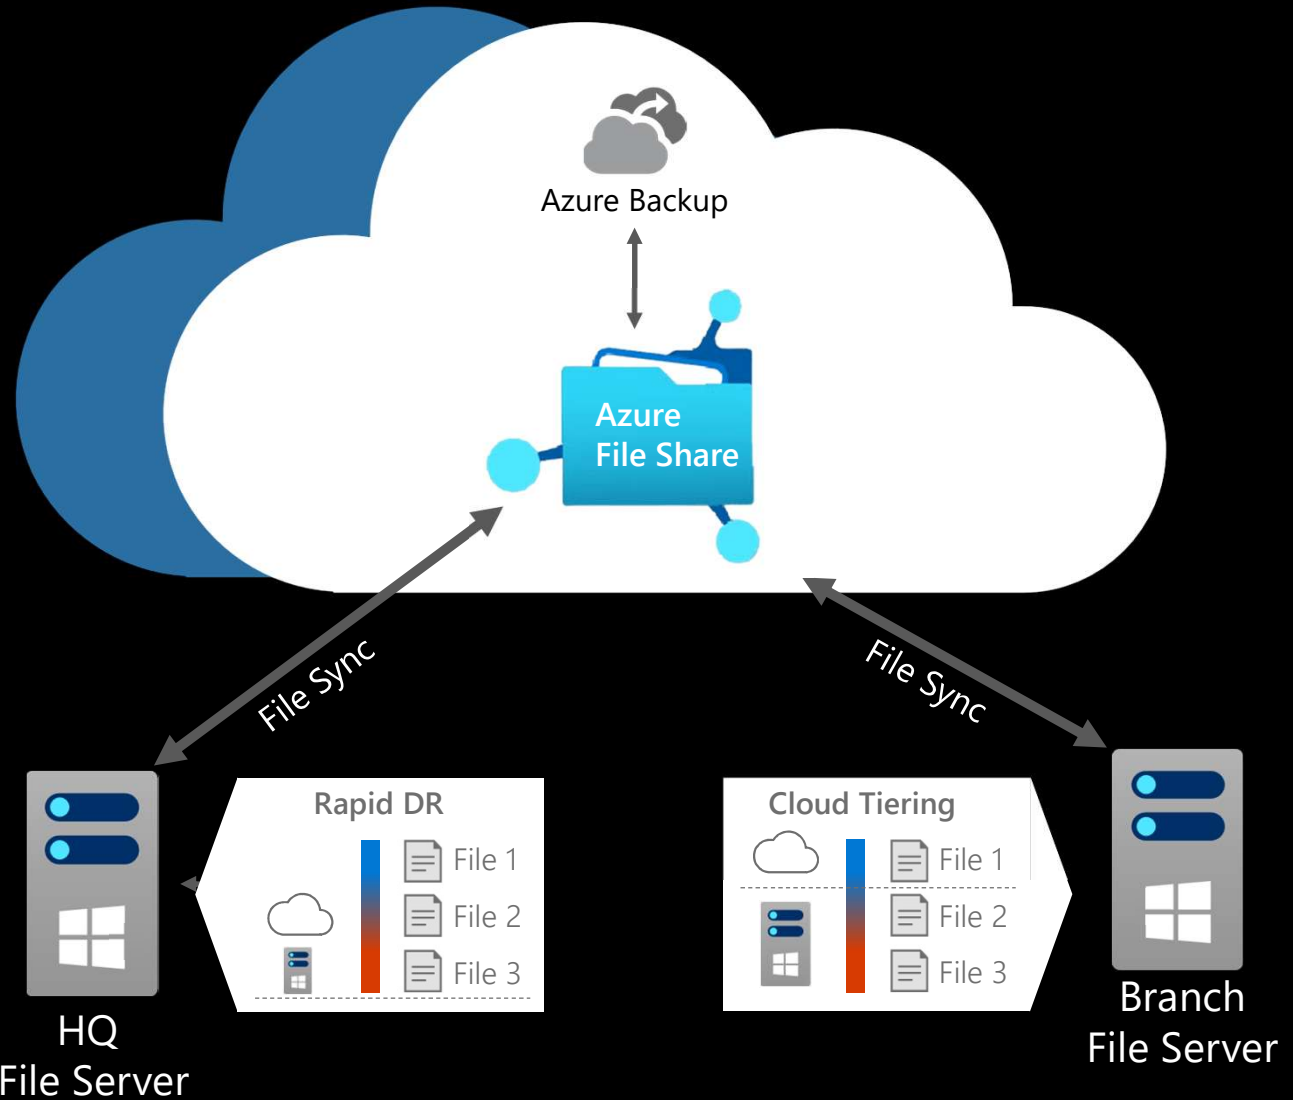 Azure Backup
Azure
File Share
File Sync
File Sync
Rapid DR
File 1
File 2
File 3
Cloud Tiering
File 1
File 2
File 3
HQ
File Server
Branch
File Server